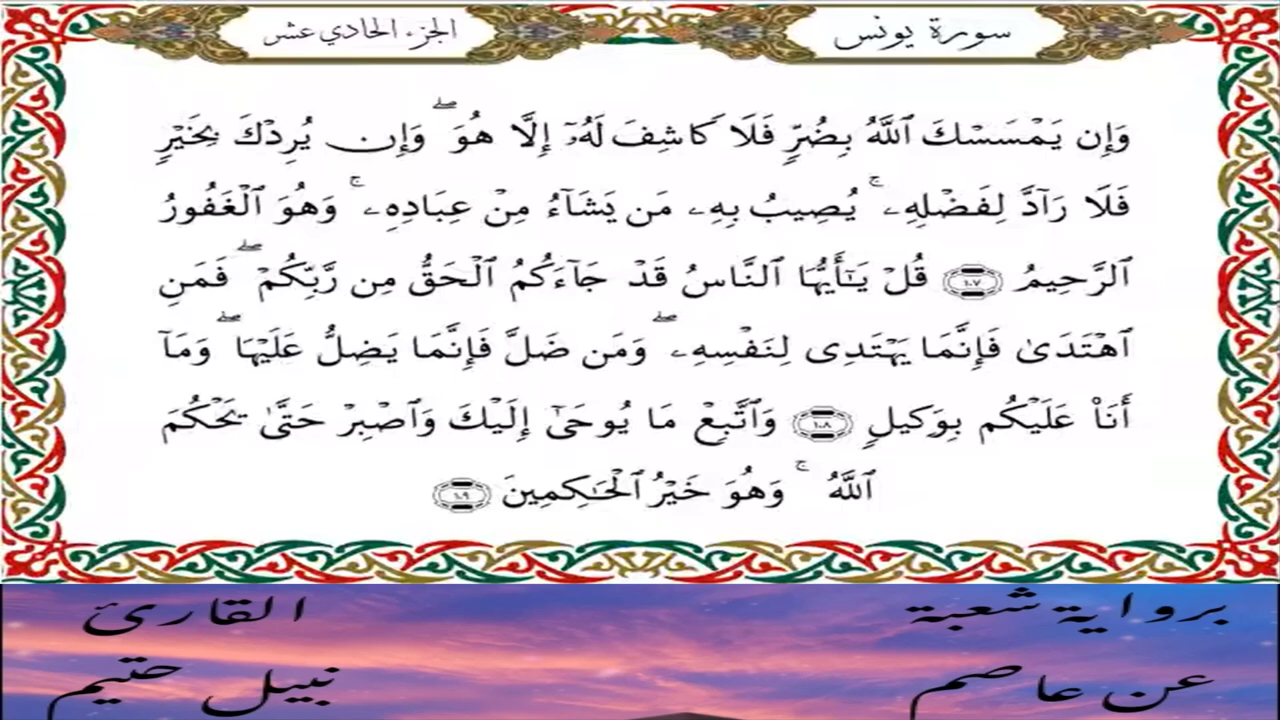 سورة يونس
الجزء الحادي عشر
وَإِن يَمْسَسْكَ ٱللَّهُ بِضُرٍّ فَلَا كَاشِفَ لَهُۥٓ إِلَّا هُوَ ۖ وَإِن يُرِدْكَ بِخَيْرٍ
فَلَا رَآدَّ لِفَضْلِهِۦ ۚ يُصِيبُ بِهِۦ مَن يَشَآءُ مِنْ عِبَادِهِۦ ۚ وَهُوَ ٱلْغَفُورُ
ٱلرَّحِيمُ ١٠٧ قُلْ يَـٰٓأَيُّهَا ٱلنَّاسُ قَدْ جَآءَكُمُ ٱلْحَقُّ مِن رَّبِّكُمْ ۖ فَمَنِ
ٱهْتَدَىٰ فَإِنَّمَا يَهْتَدِى لِنَفْسِهِۦ ۖ وَمَن ضَلَّ فَإِنَّمَا يَضِلُّ عَلَيْهَا ۖ وَمَآ
أَنَا۠ عَلَيْكُم بِوَكِيلٍ ١٠٨ وَٱتَّبِعْ مَا يُوحَىٰٓ إِلَيْكَ وَٱصْبِرْ حَتَّىٰ يَحْكُمَ
ٱللَّهُ ۚ وَهُوَ خَيْرُ ٱلْحَـٰكِمِينَ ١٠٩
برواية شعبة
عن عاصم
القارئ
نبيل حتيم